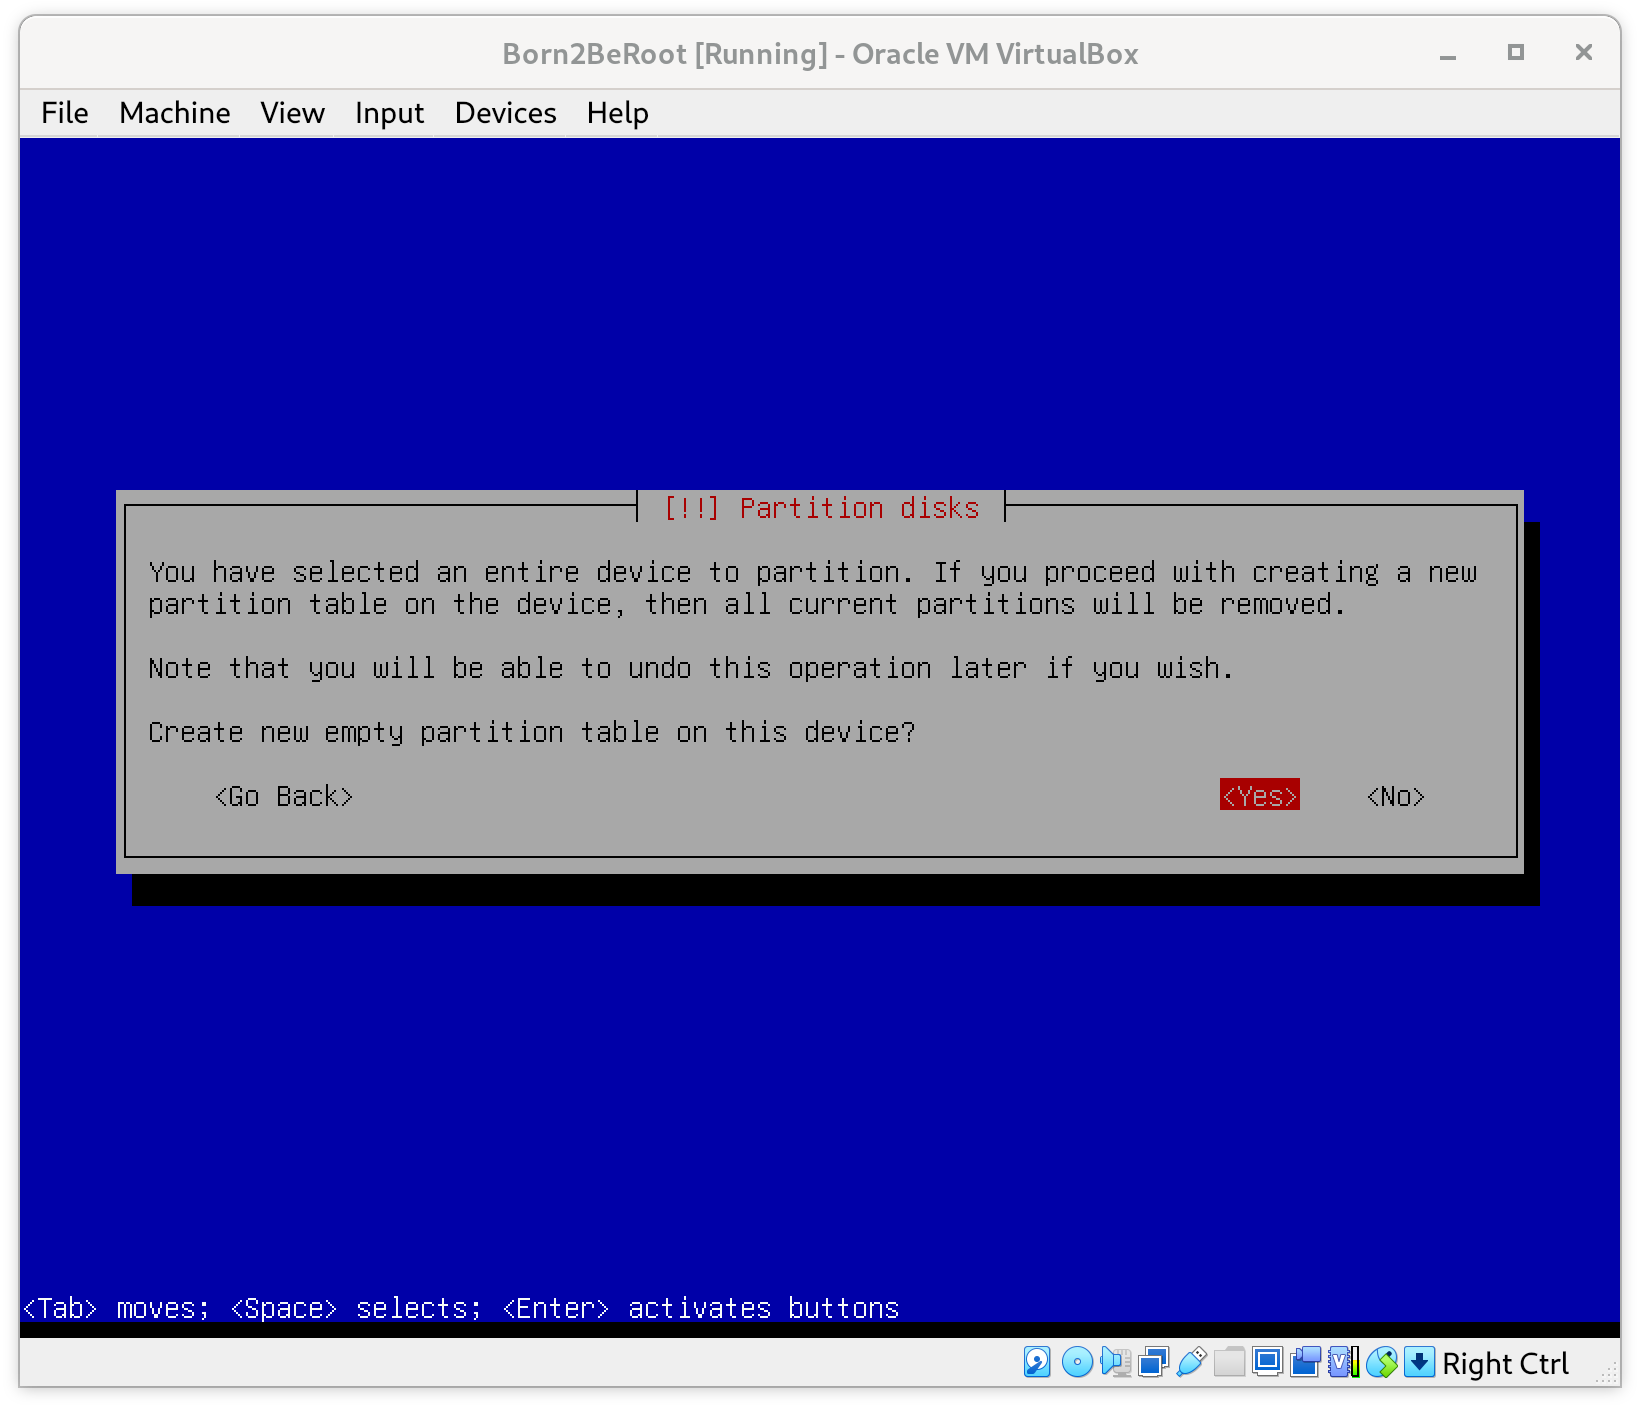 Born2BeRoot [Running] - Oracle VM VirtualBox
File Machine View Input Devices Help
[!!] Partition disks
You have selected an entire device to partition. If you proceed with creating a new
partition table on the device, then all current partitions will be removed.
Note that you will be able to undo this operation later if you wish.
Create new empty partition table on this device?
<Go Back> <Yes> <No>
<Tab> moves; <Space> selects; <Enter> activates buttons
Right Ctrl